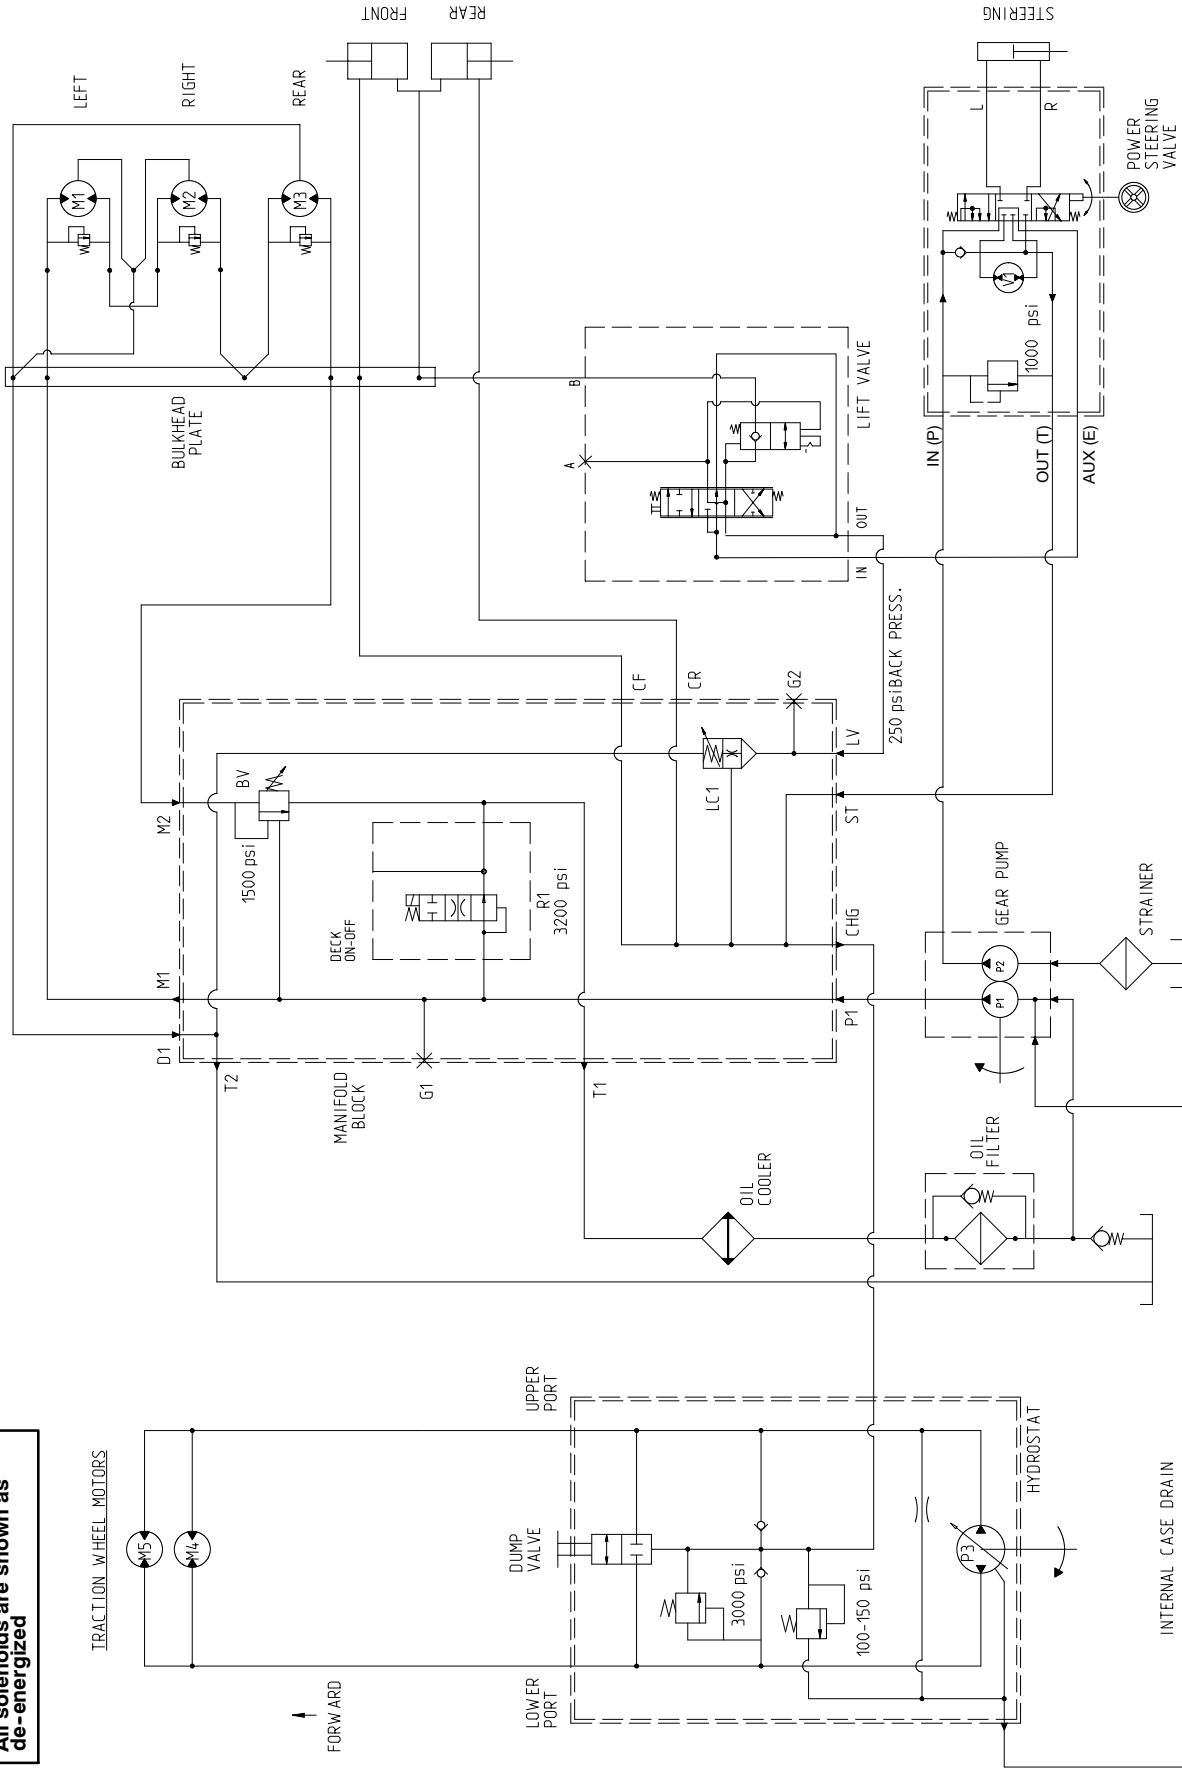 All solenoids are shown as
de-energized
FRONT
REAR
STEERING
LEFT
RIGHT
REAR
M1
M2
M3
W
W
W
L
R
POWER
STEERING
VALVE
V1
1000 psi
IN (P)
OUT (T)
AUX (E)
BULKHEAD
PLATE
A
B
LIFT VALVE
IN
OUT
250 psiBACK PRESS.
CF
CR
G2
LV
LC1
ST
BV
M2
1500 psi
DECK
ON-OFF
R1
3200 psi
CHG
M1
D1
P1
T2
MANIFOLD
BLOCK
G1
T1
GEAR PUMP
P1
P2
STRAINER
OIL
COOLER
OIL
FILTER
TRACTION WHEEL MOTORS
M5
M4
FORWARD
UPPER
PORT
DUMP
VALVE
LOWER
PORT
3000 psi
100-150 psi
P3
HYDROSTAT
INTERNAL CASE DRAIN